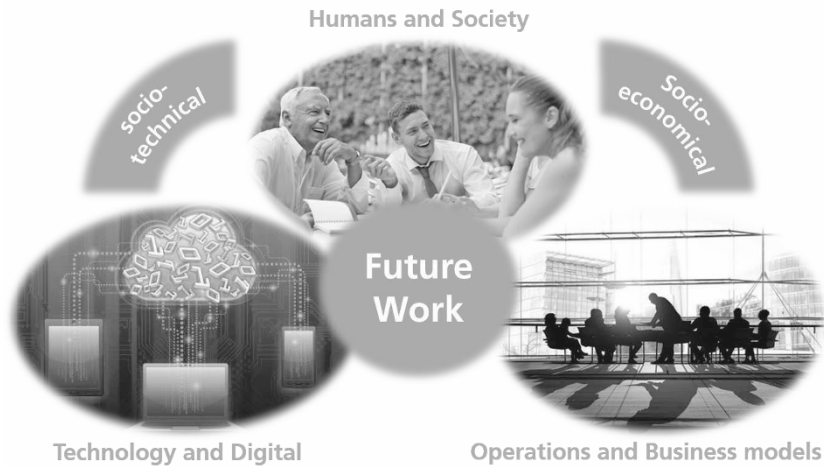 Humans and Society
socio-
technical
Socio-
economical
Future
Work
Technology and Digital
Operations and Business models